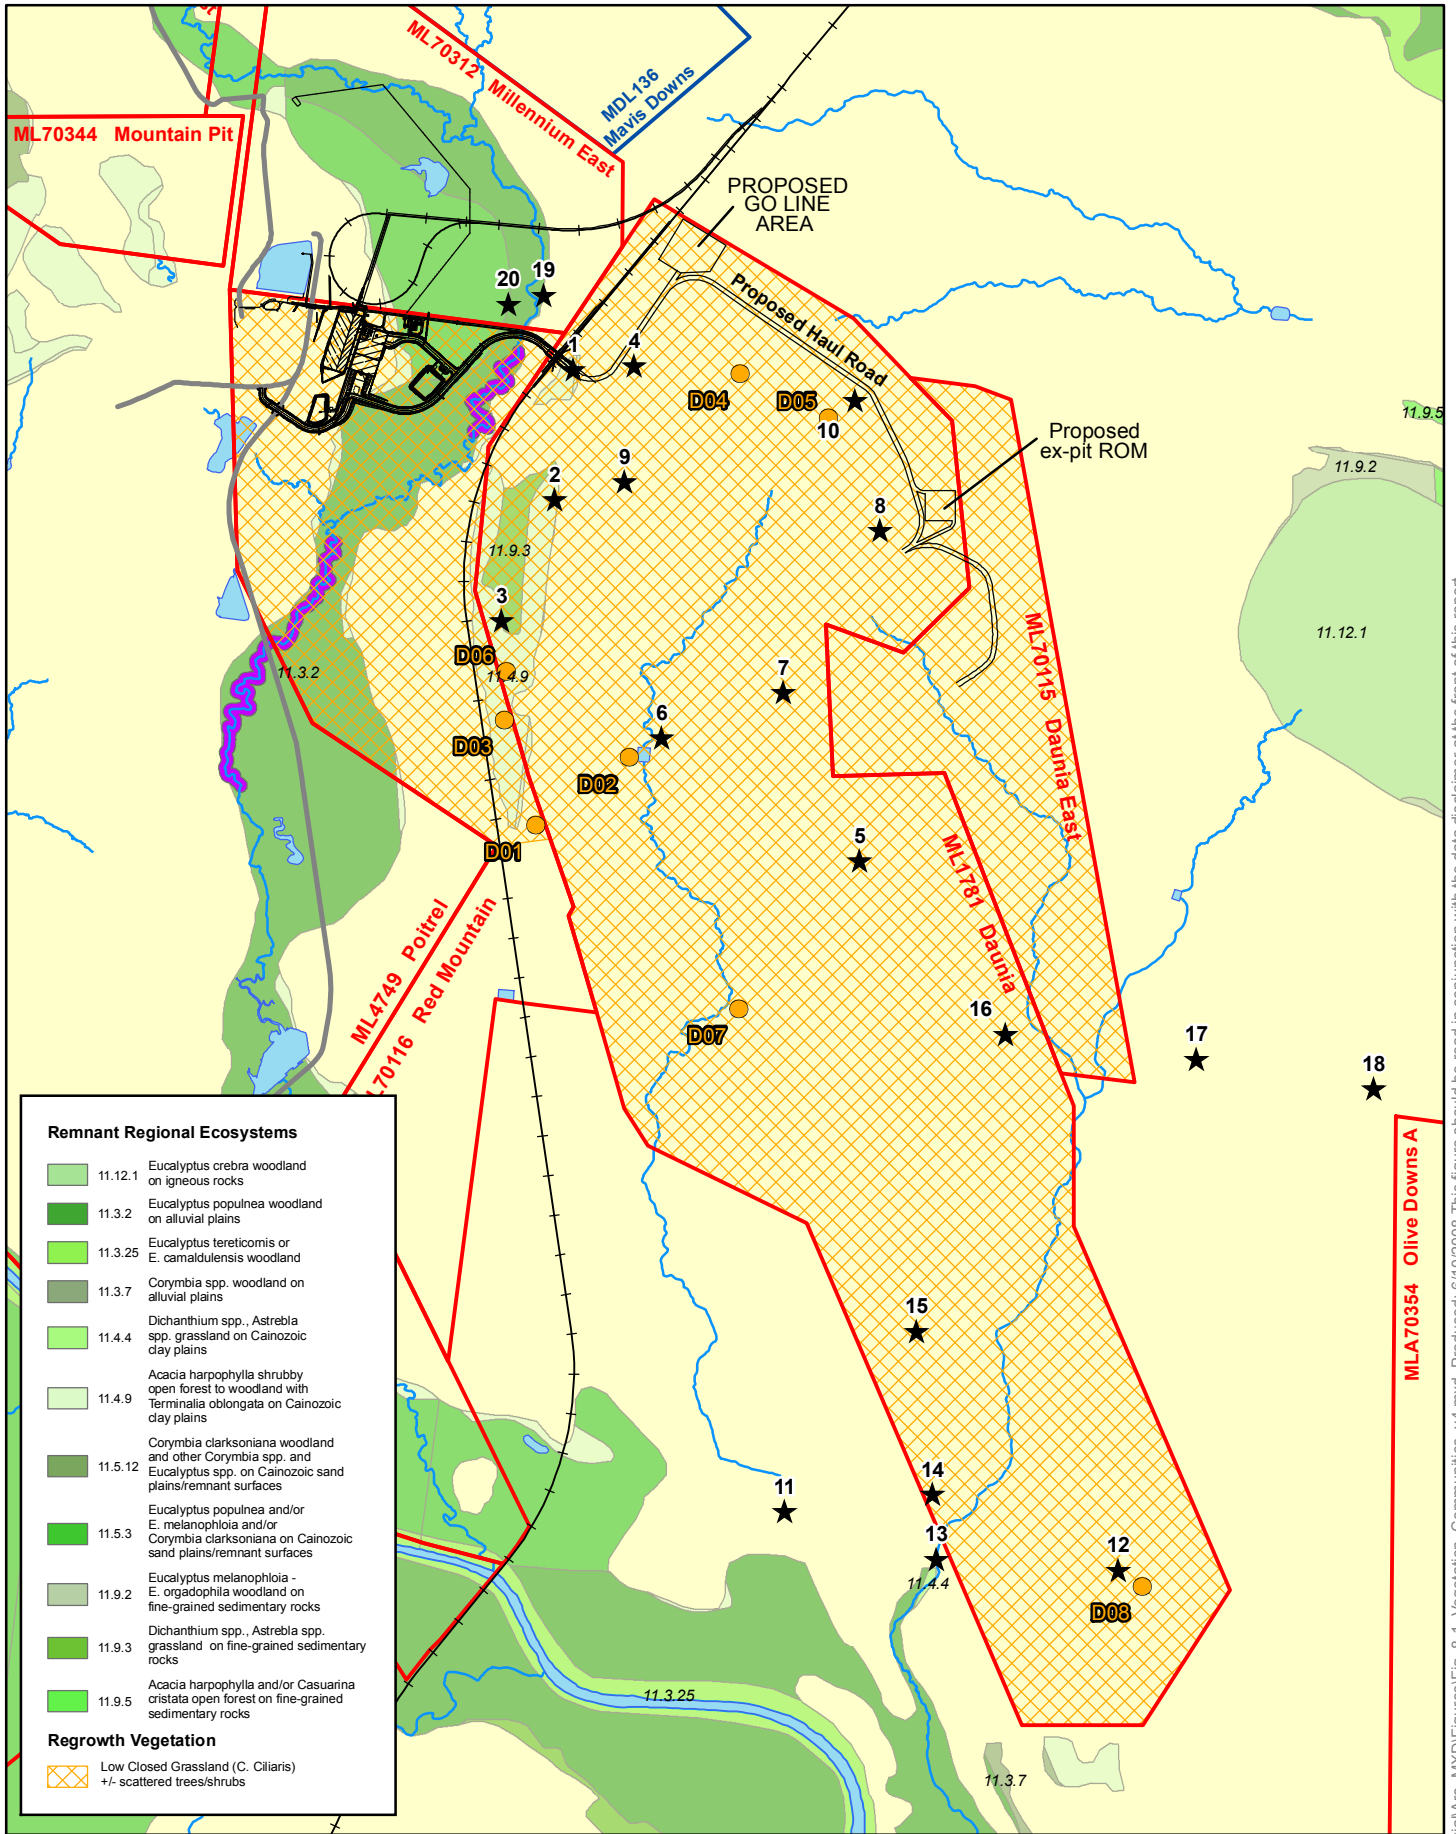 ML70312 Millennium East
MDL136
Mavis Downs
ML70344 Mountain Pit
PROPOSED
GO LINE
AREA
Proposed Haul Road
20
19
1
4
D04
D05
10
Proposed
ex-pit ROM
11.9.5
11.9.2
2
9
8
11.9.3
3
11.12.1
D06
11.4.9
11.3.2
7
6
D03
D02
ML70115 Daunia East
D01
5
ML1781 Daunia
ML4749 Poitrel
L70116 Red Mountain
D07
16
17
18
MLA70354 Olive Downs A
15
14
11
13
11.4.4
12
D08
11.3.25
11.3.7
Remnant Regional Ecosystems
11.12.1 Eucalyptus crebra woodland
on igneous rocks
11.3.2 Eucalyptus populnea woodland
on alluvial plains
11.3.25 Eucalyptus tereticornis or
E. camaldulensis woodland
11.3.7 Corymbia spp. woodland on
alluvial plains
11.4.4 Dichanthium spp., Astrebla
spp. grassland on Cainozoic
clay plains
11.4.9 Acacia harpophylla shrubby
open forest to woodland with
Terminalia oblongata on Cainozoic
clay plains
11.5.12 Corymbia clarksoniana woodland
and other Corymbia spp. and
Eucalyptus spp. on Cainozoic sand
plains/remnant surfaces
11.5.3 Eucalyptus populnea and/or
E. melanophloia and/or
Corymbia clarksoniana on Cainozoic
sand plains/remnant surfaces
11.9.2 Eucalyptus melanophloia -
E. orgadophila woodland on
fine-grained sedimentary rocks
11.9.3 Dichanthium spp., Astrebla spp.
grassland on fine-grained sedimentary
rocks
11.9.5 Acacia harpophylla and/or Casuarina
cristata open forest on fine-grained
sedimentary rocks
Regrowth Vegetation
Low Closed Grassland (C. Ciliaris)
+/- scattered trees/shrubs